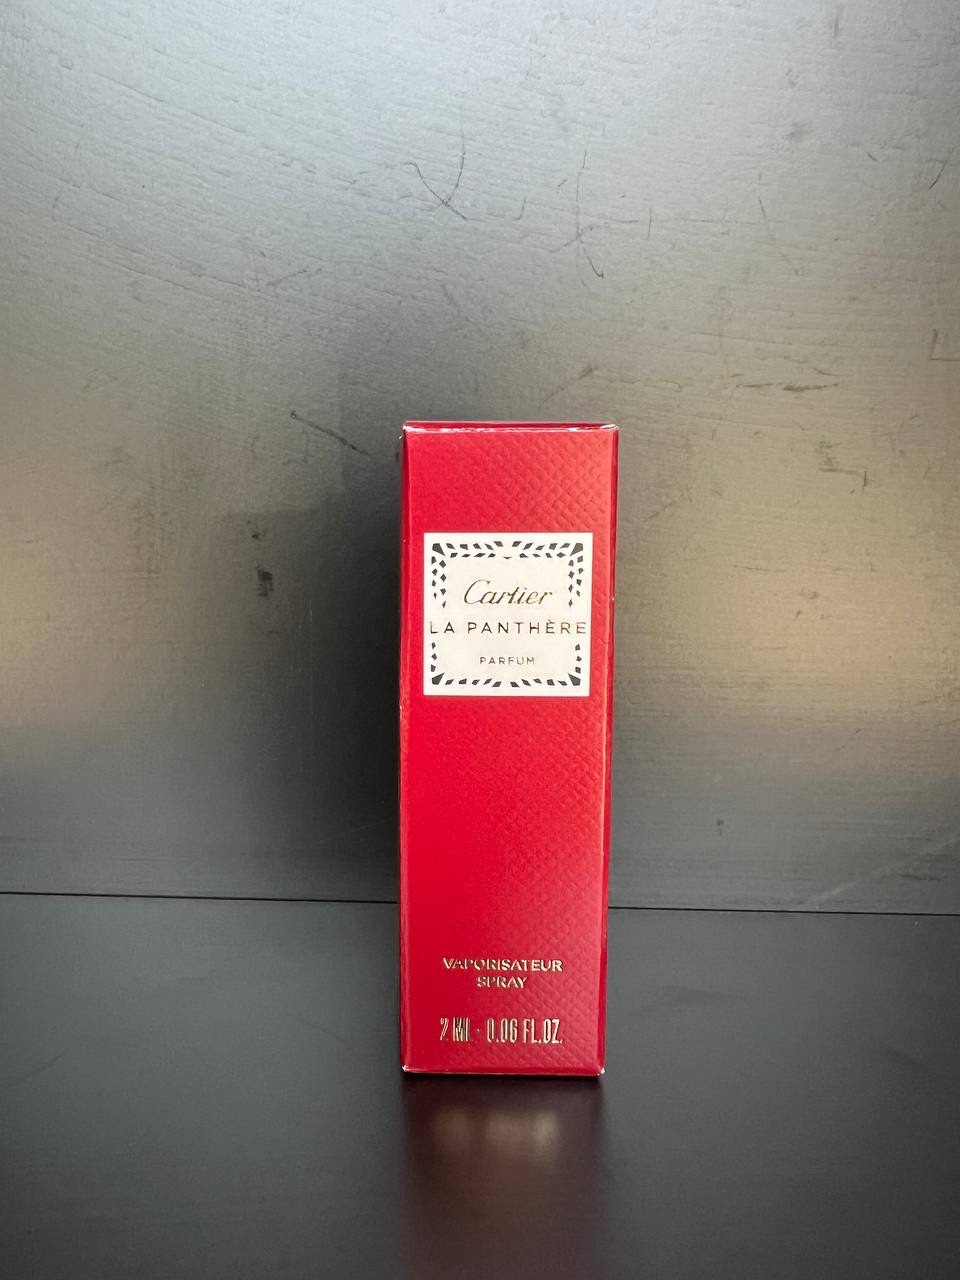 Cartier
LA PANTHÈRE
PARFUM
VAPORISATEUR
SPRAY
2 ML · 0.06 FL.OZ.